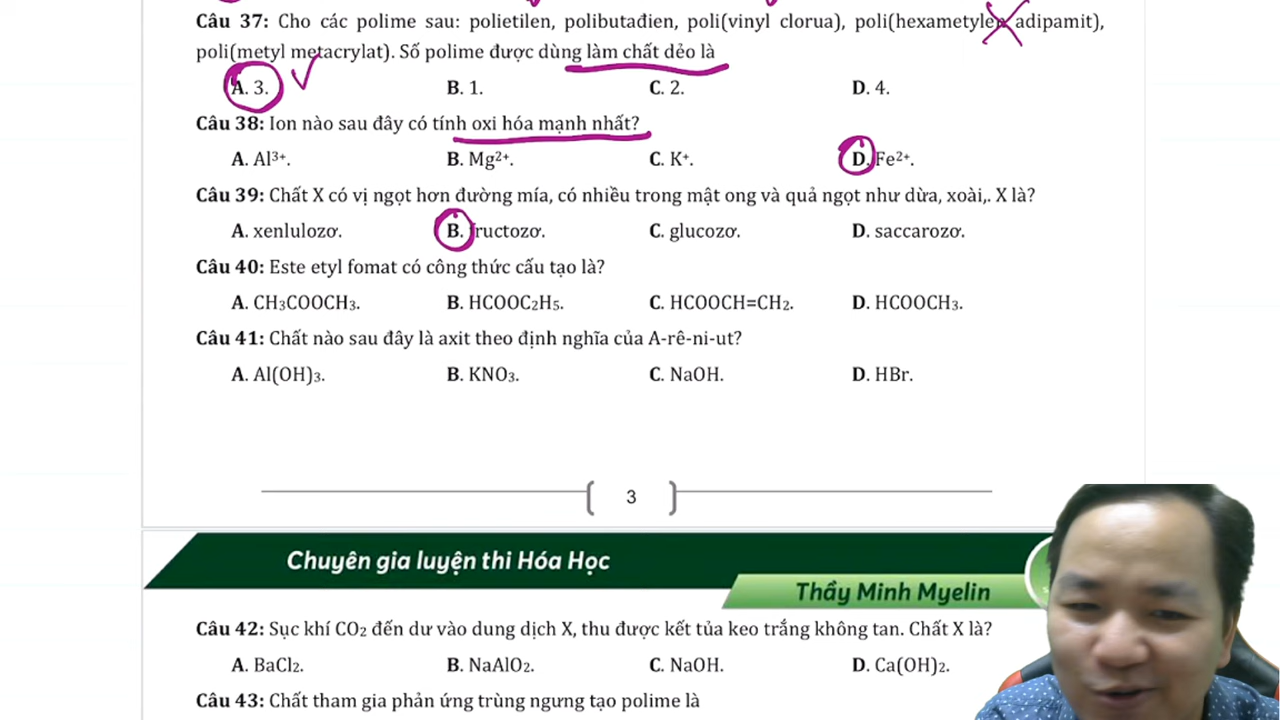 Câu 37: Cho các polime sau: polietilen, polibutađien, poli(vinyl clorua), poli(hexametylen adipamit),
poli(metyl metacrylat). Số polime được dùng làm chất dẻo là
A. 3. B. 1. C. 2. D. 4.
Câu 38: Ion nào sau đây có tính oxi hóa mạnh nhất?
A. Al³⁺. B. Mg²⁺. C. K⁺. D. Fe²⁺.
Câu 39: Chất X có vị ngọt hơn đường mía, có nhiều trong mật ong và quả ngọt như dừa, xoài,. X là?
A. xenlulozơ. B. fructozơ. C. glucozơ. D. saccarozơ.
Câu 40: Este etyl fomat có công thức cấu tạo là?
A. CH₃COOCH₃. B. HCOOC₂H₅. C. HCOOCH=CH₂. D. HCOOCH₃.
Câu 41: Chất nào sau đây là axit theo định nghĩa của A-rê-ni-ut?
A. Al(OH)₃. B. KNO₃. C. NaOH. D. HBr.
3
Chuyên gia luyện thi Hóa Học
Thầy Minh Myelin
Câu 42: Sục khí CO₂ đến dư vào dung dịch X, thu được kết tủa keo trắng không tan. Chất X là?
A. BaCl₂. B. NaAlO₂. C. NaOH. D. Ca(OH)₂.
Câu 43: Chất tham gia phản ứng trùng ngưng tạo polime là